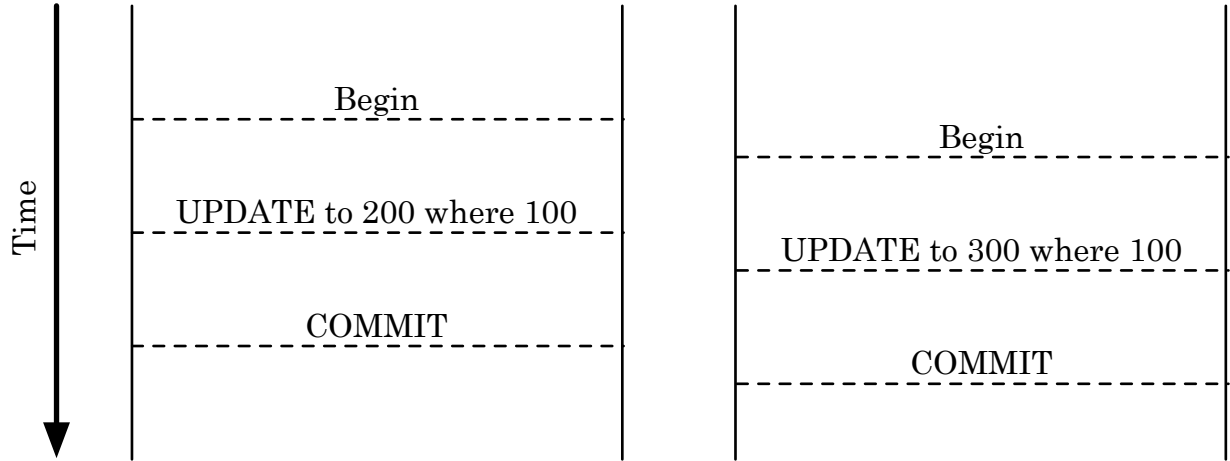 Time
Begin
UPDATE to 200 where 100
COMMIT
Begin
UPDATE to 300 where 100
COMMIT